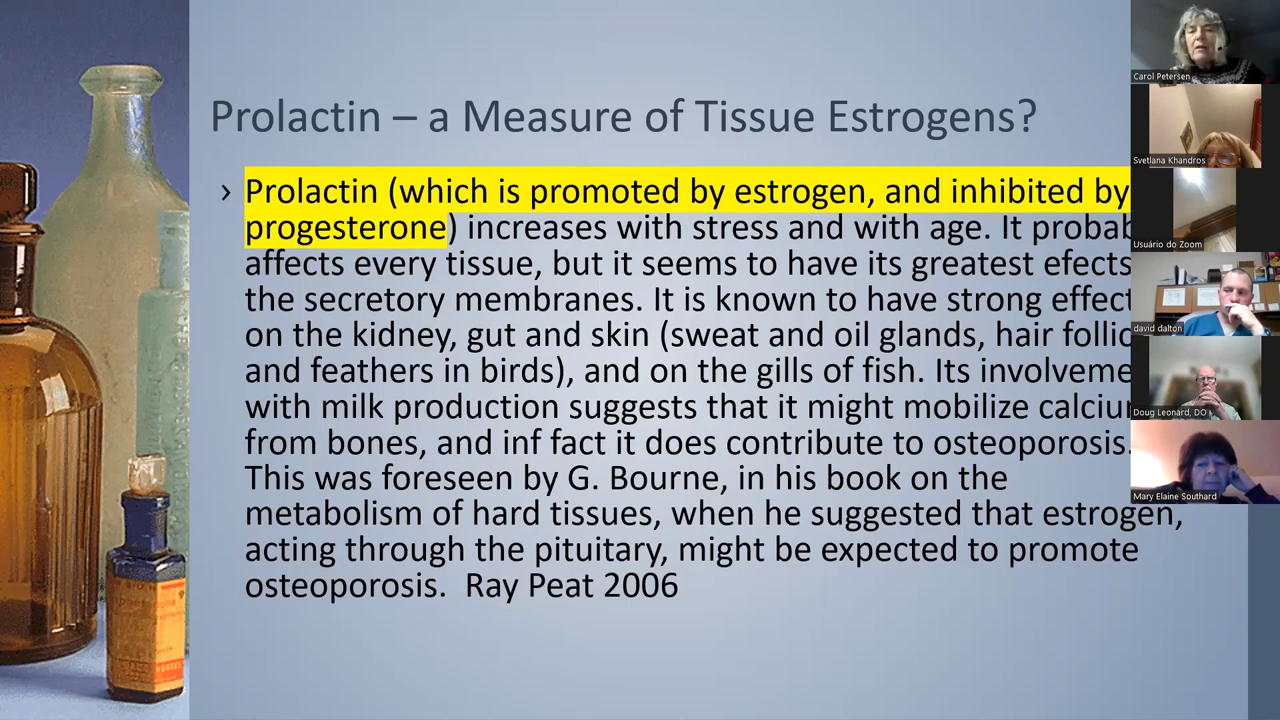 Prolactin – a Measure of Tissue Estrogens?
› Prolactin (which is promoted by estrogen, and inhibited by
progesterone) increases with stress and with age. It
affects every tissue, but it seems to have its greatest efects
the secretory membranes. It is known to have strong
on the kidney, gut and skin (sweat and oil glands, hair
and feathers in birds), and on the gills of fish. Its
with milk production suggests that it might mobilize
from bones, and inf fact it does contribute to osteoporosis.
This was foreseen by G. Bourne, in his book on the
metabolism of hard tissues, when he suggested that estrogen,
acting through the pituitary, might be expected to promote
osteoporosis. Ray Peat 2006
Carol Petersen
Svetlana Khandros
Usuário do Zoom
david dalton
Doug Leonard, DO
Mary Elaine Southard